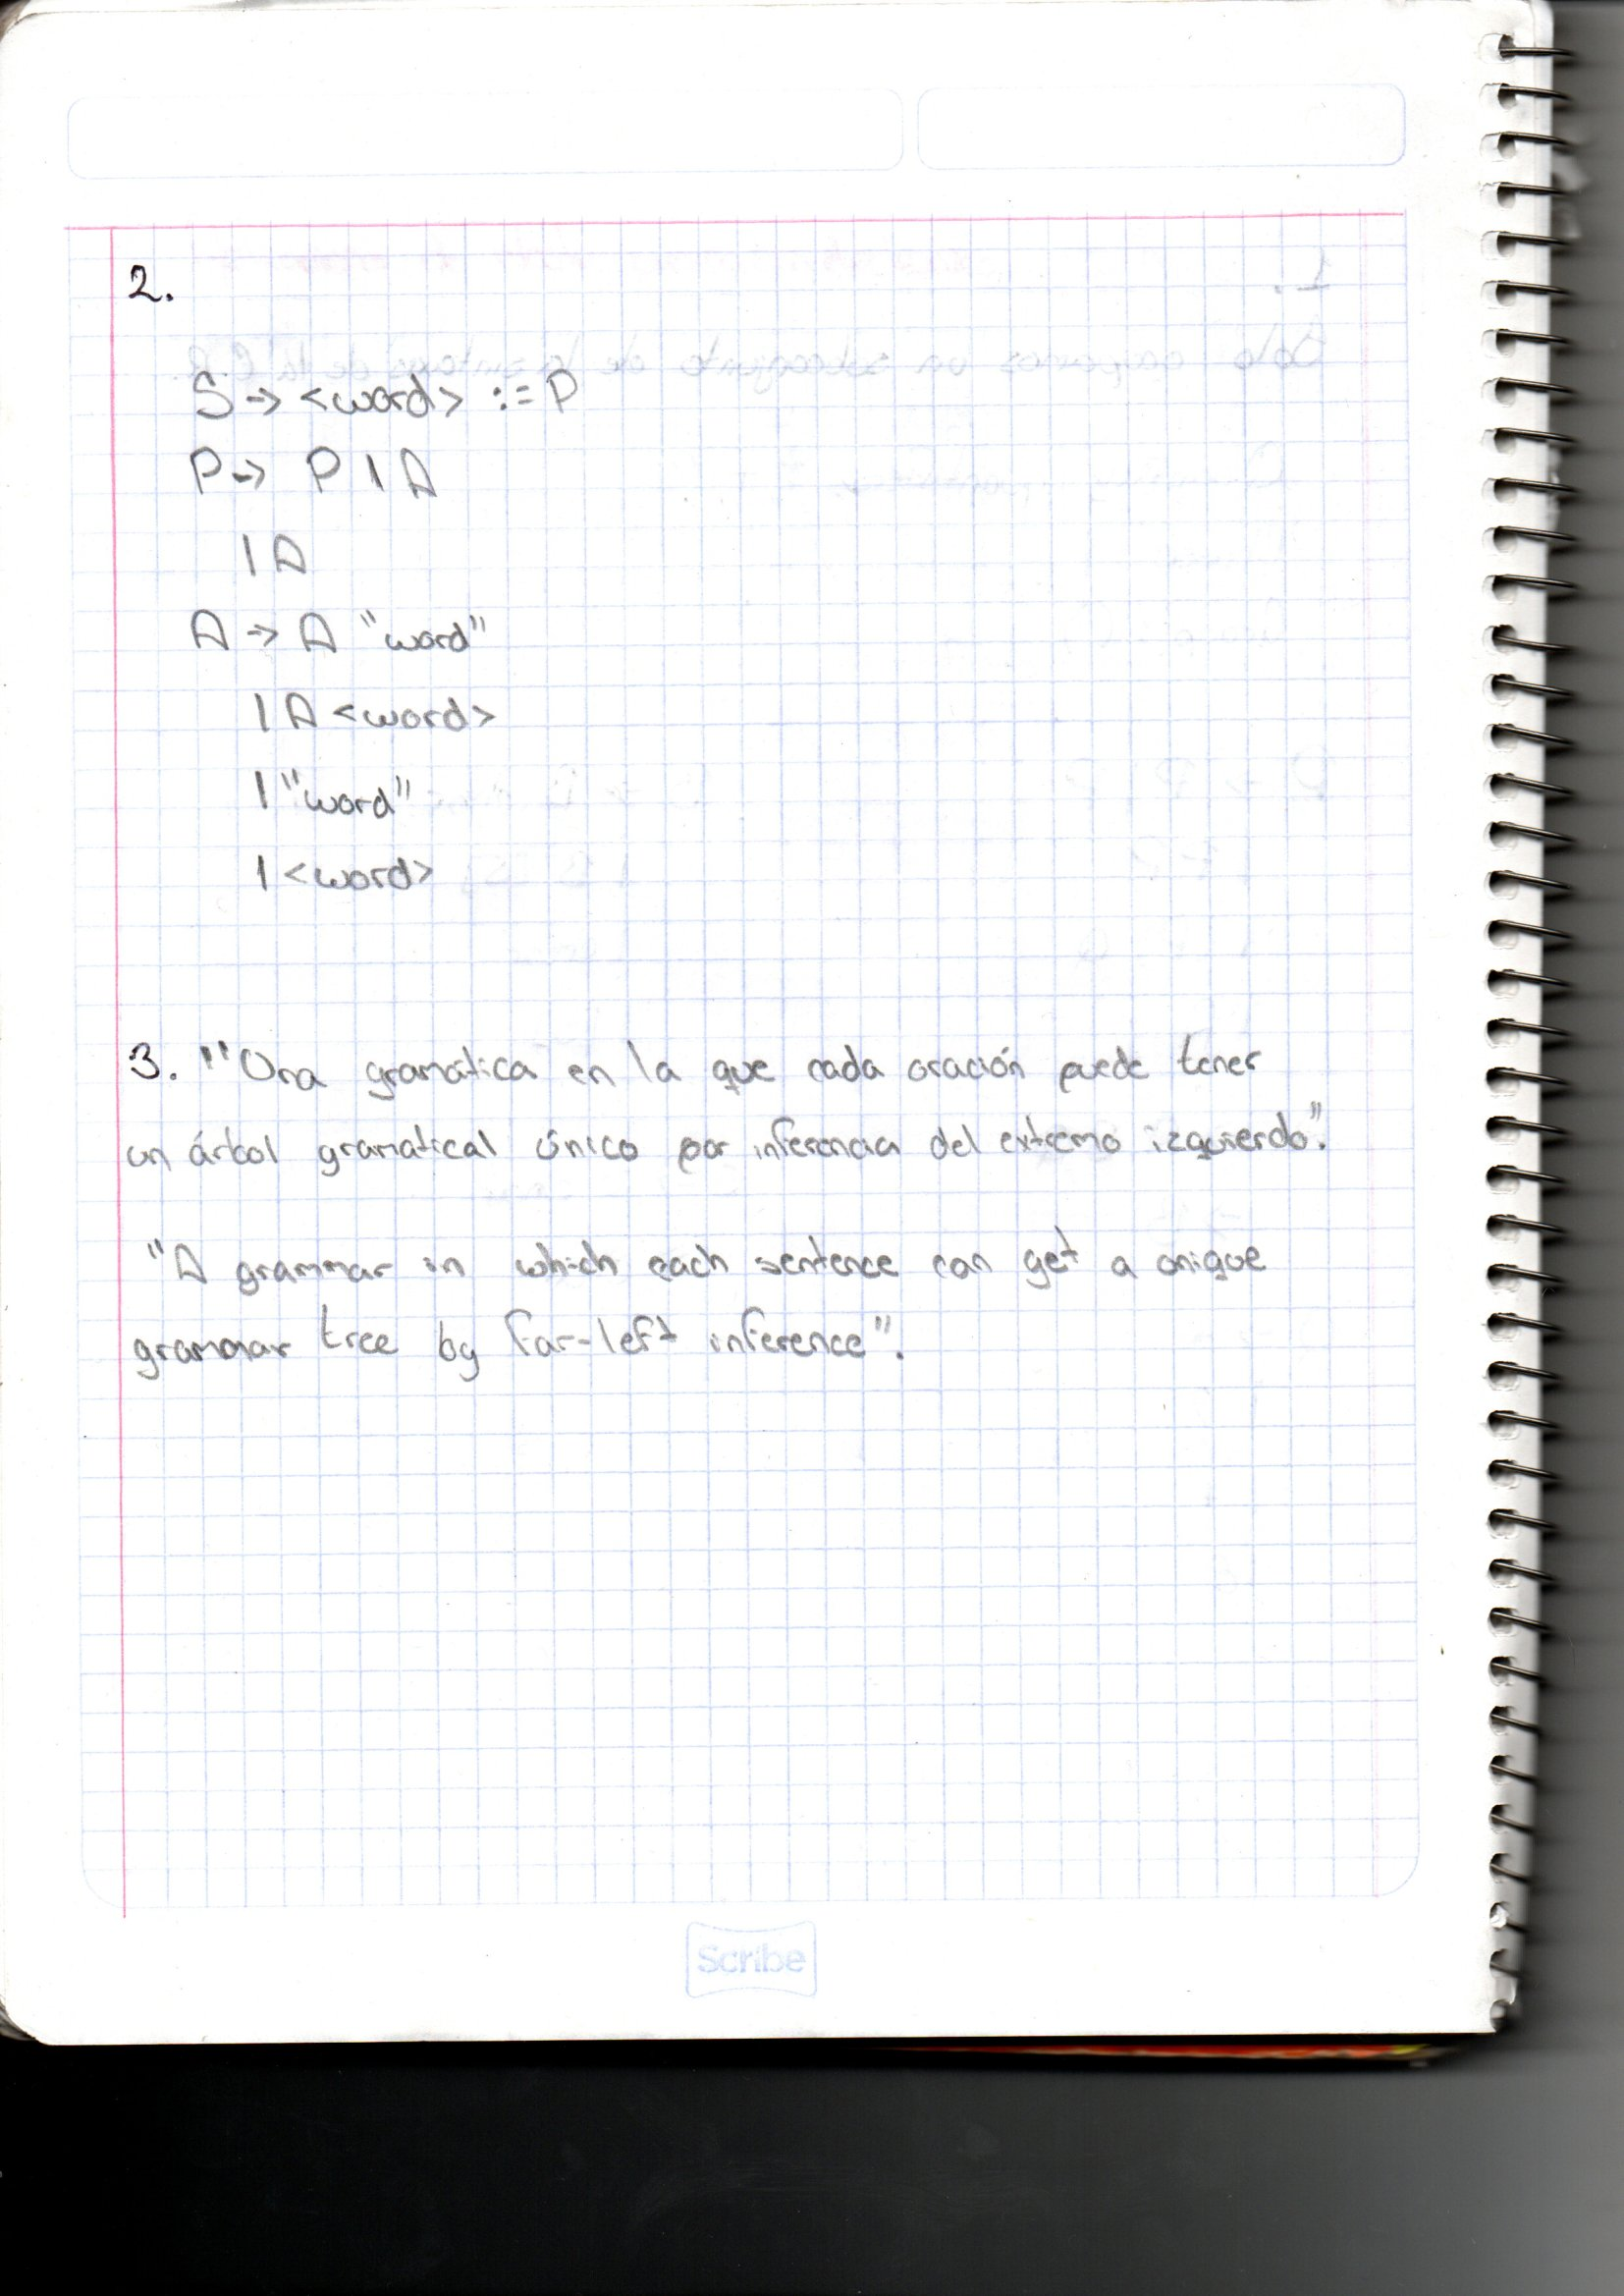 2.
S -> <word> := P
P -> P | A
| A
A -> A "word"
| A <word>
| "word"
| <word>
3. "Una gramática en la que cada oración puede tener
un árbol gramatical único por inferencia del extremo izquierdo".
"A grammar in which each sentence can get a unique
grammar tree by far-left inference".
Scribe